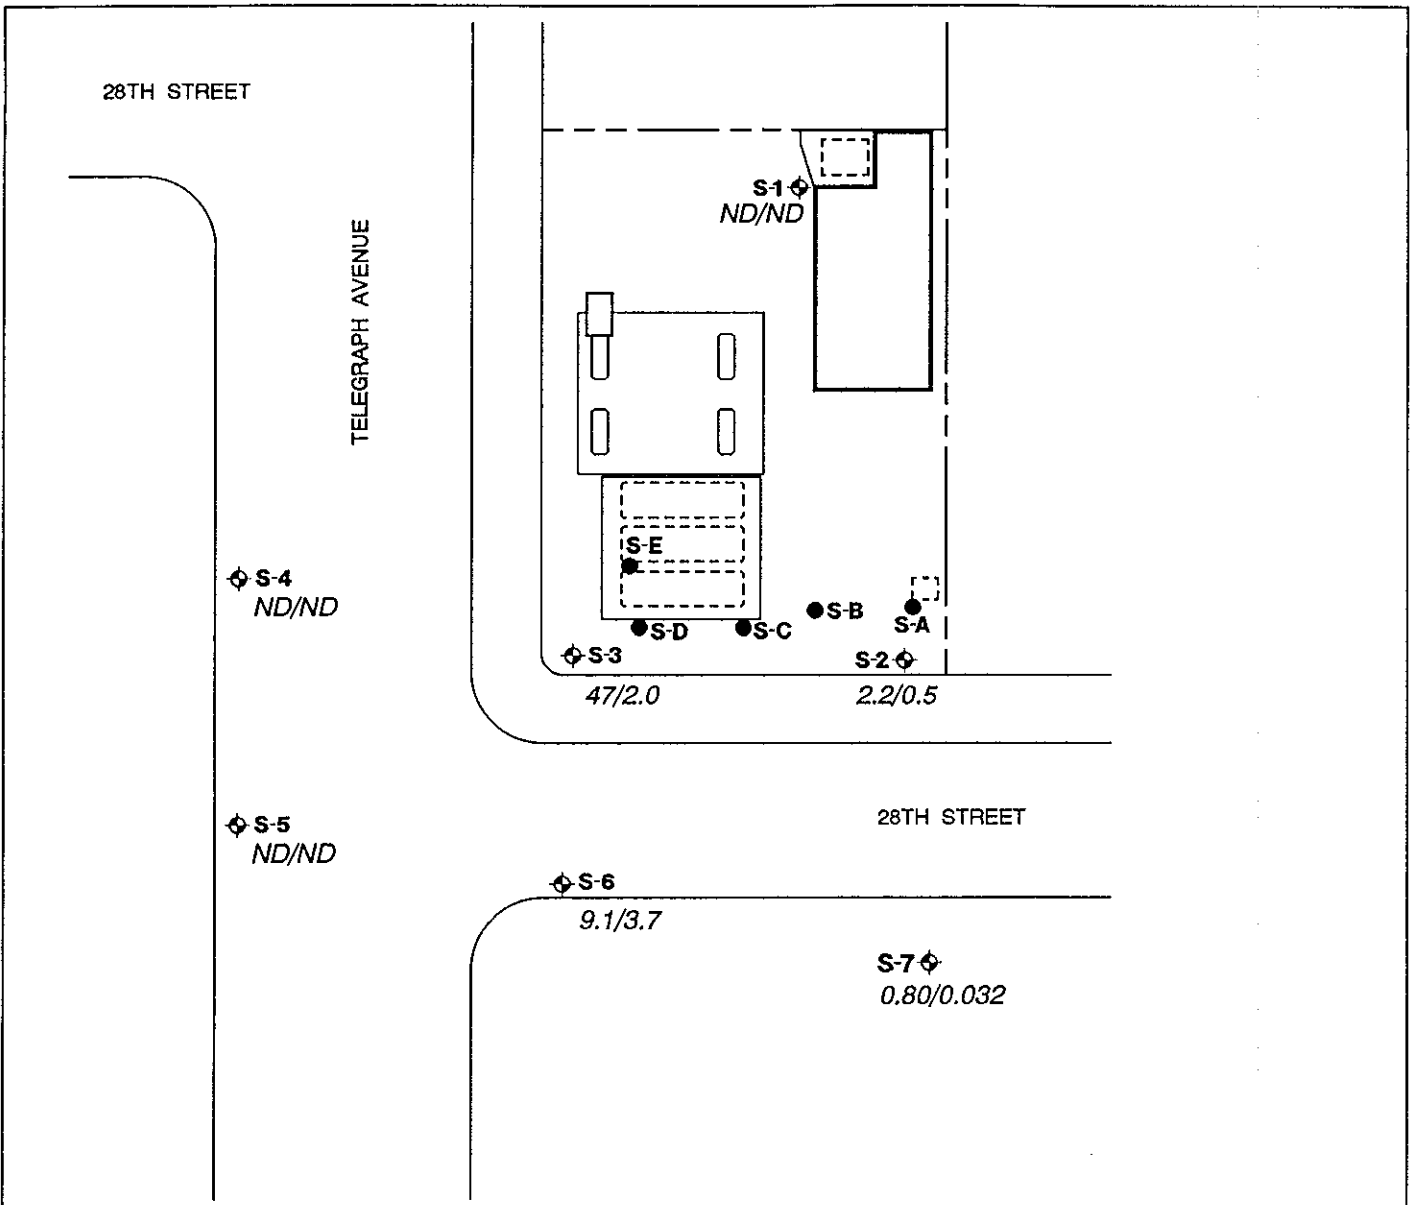 28TH STREET
TELEGRAPH AVENUE
S-1
ND/ND
S-E
S-4
ND/ND
S-B
S-A
S-D
S-C
S-3
S-2
47/2.0
2.2/0.5
28TH STREET
S-5
ND/ND
S-6
9.1/3.7
S-7
0.80/0.032